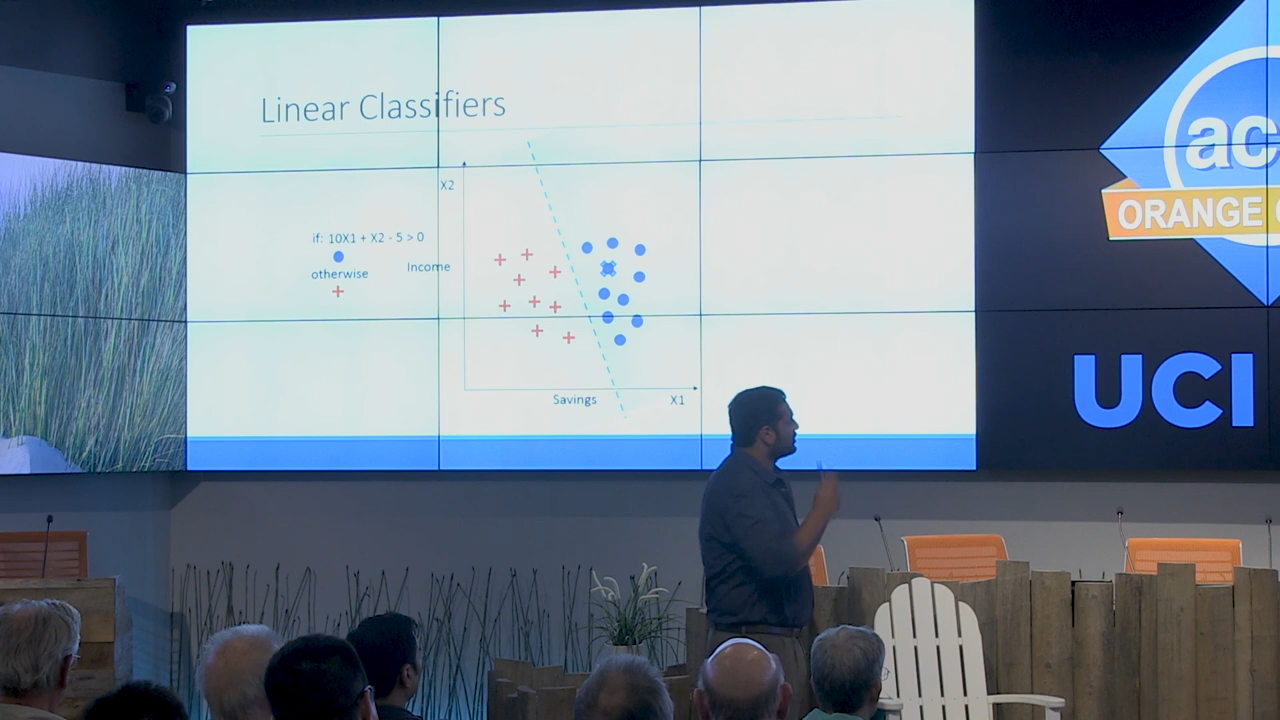 Linear Classifiers
X2
if: 10X1 + X2 - 5 > 0
otherwise
Income
Savings
X1
ac
ORANGE
UCI